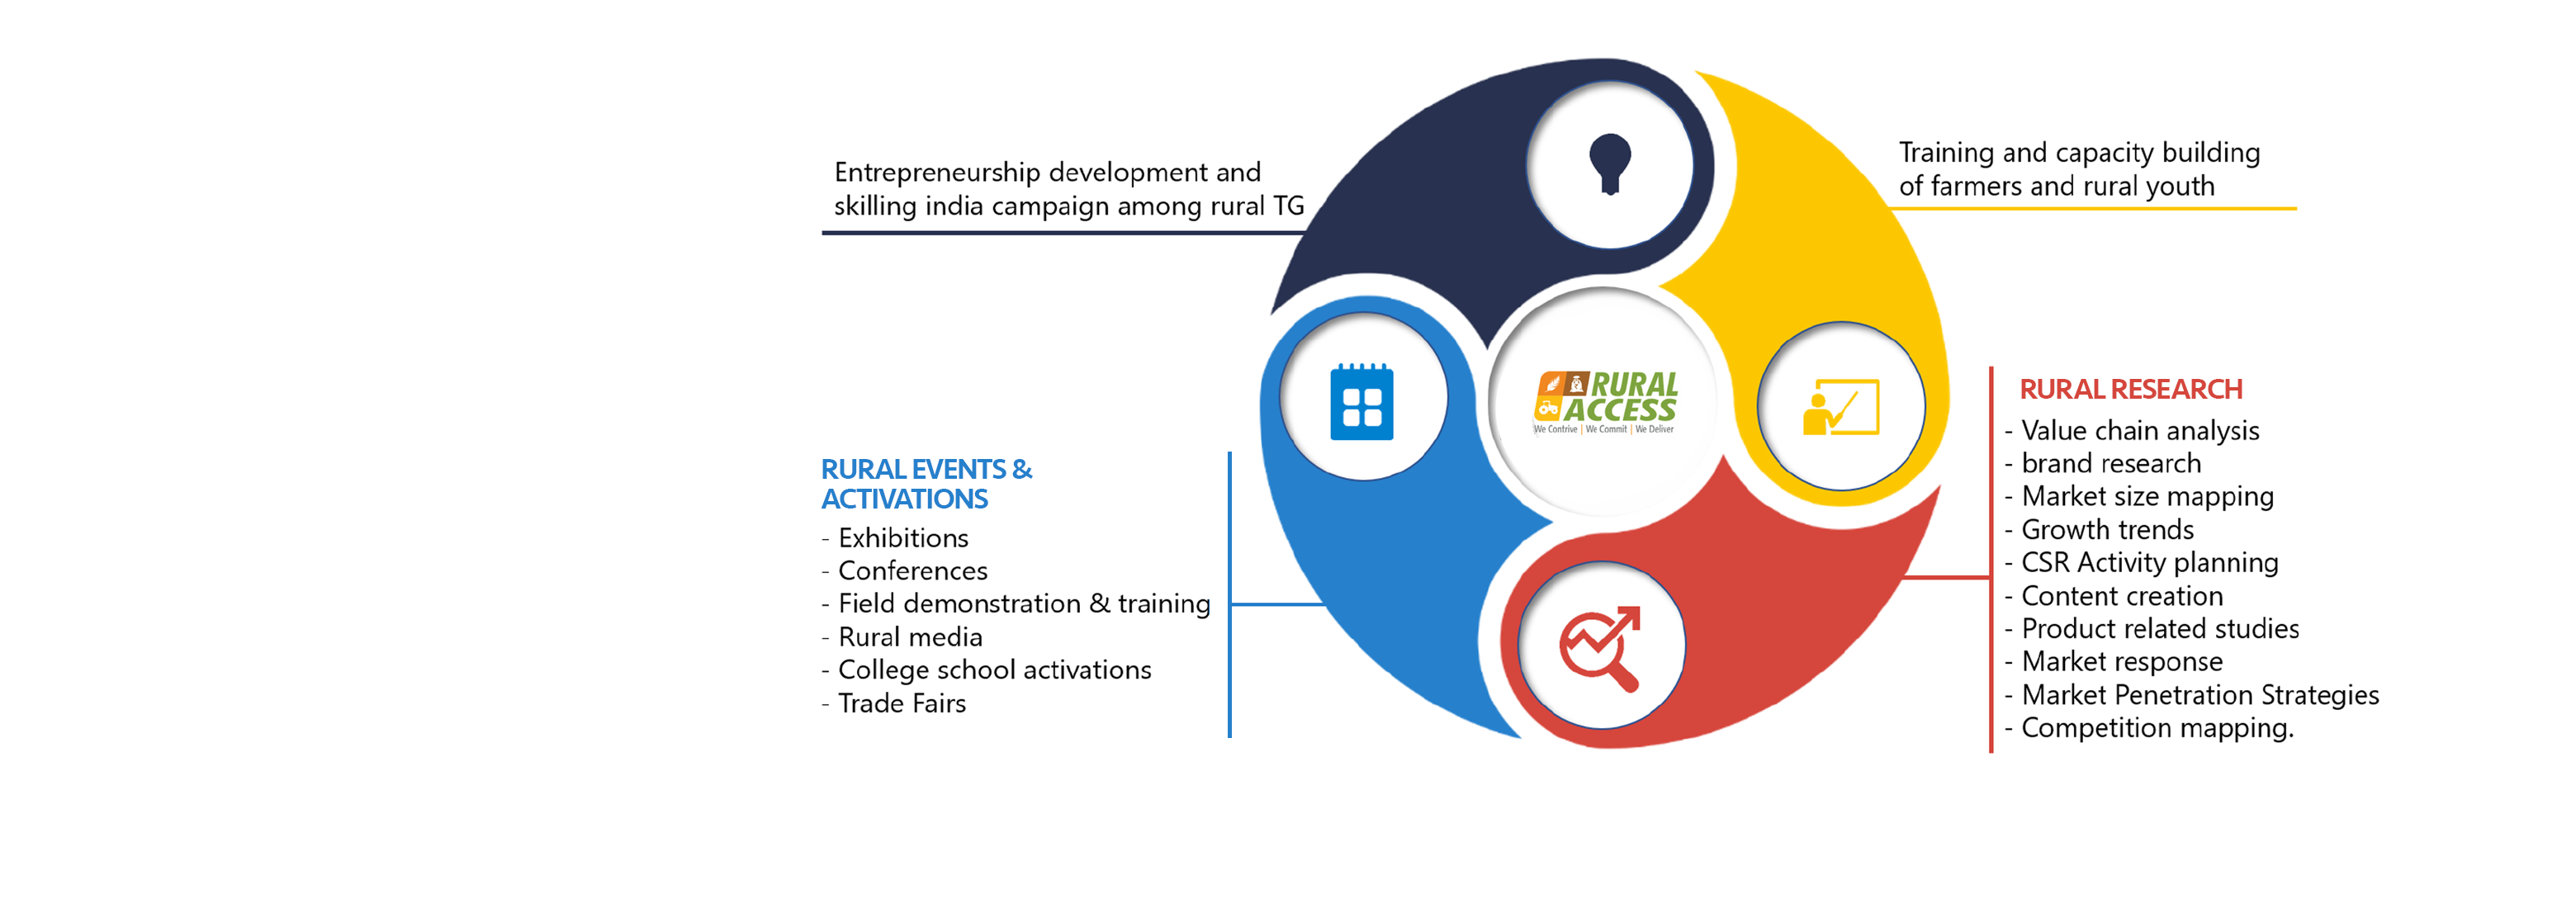 Entrepreneurship development and
skilling india campaign among rural TG
Training and capacity building
of farmers and rural youth
RURAL
ACCESS
We Contrive | We Commit | We Deliver
RURAL EVENTS &
ACTIVATIONS
- Exhibitions
- Conferences
- Field demonstration & training
- Rural media
- College school activations
- Trade Fairs
RURAL RESEARCH
- Value chain analysis
- brand research
- Market size mapping
- Growth trends
- CSR Activity planning
- Content creation
- Product related studies
- Market response
- Market Penetration Strategies
- Competition mapping.